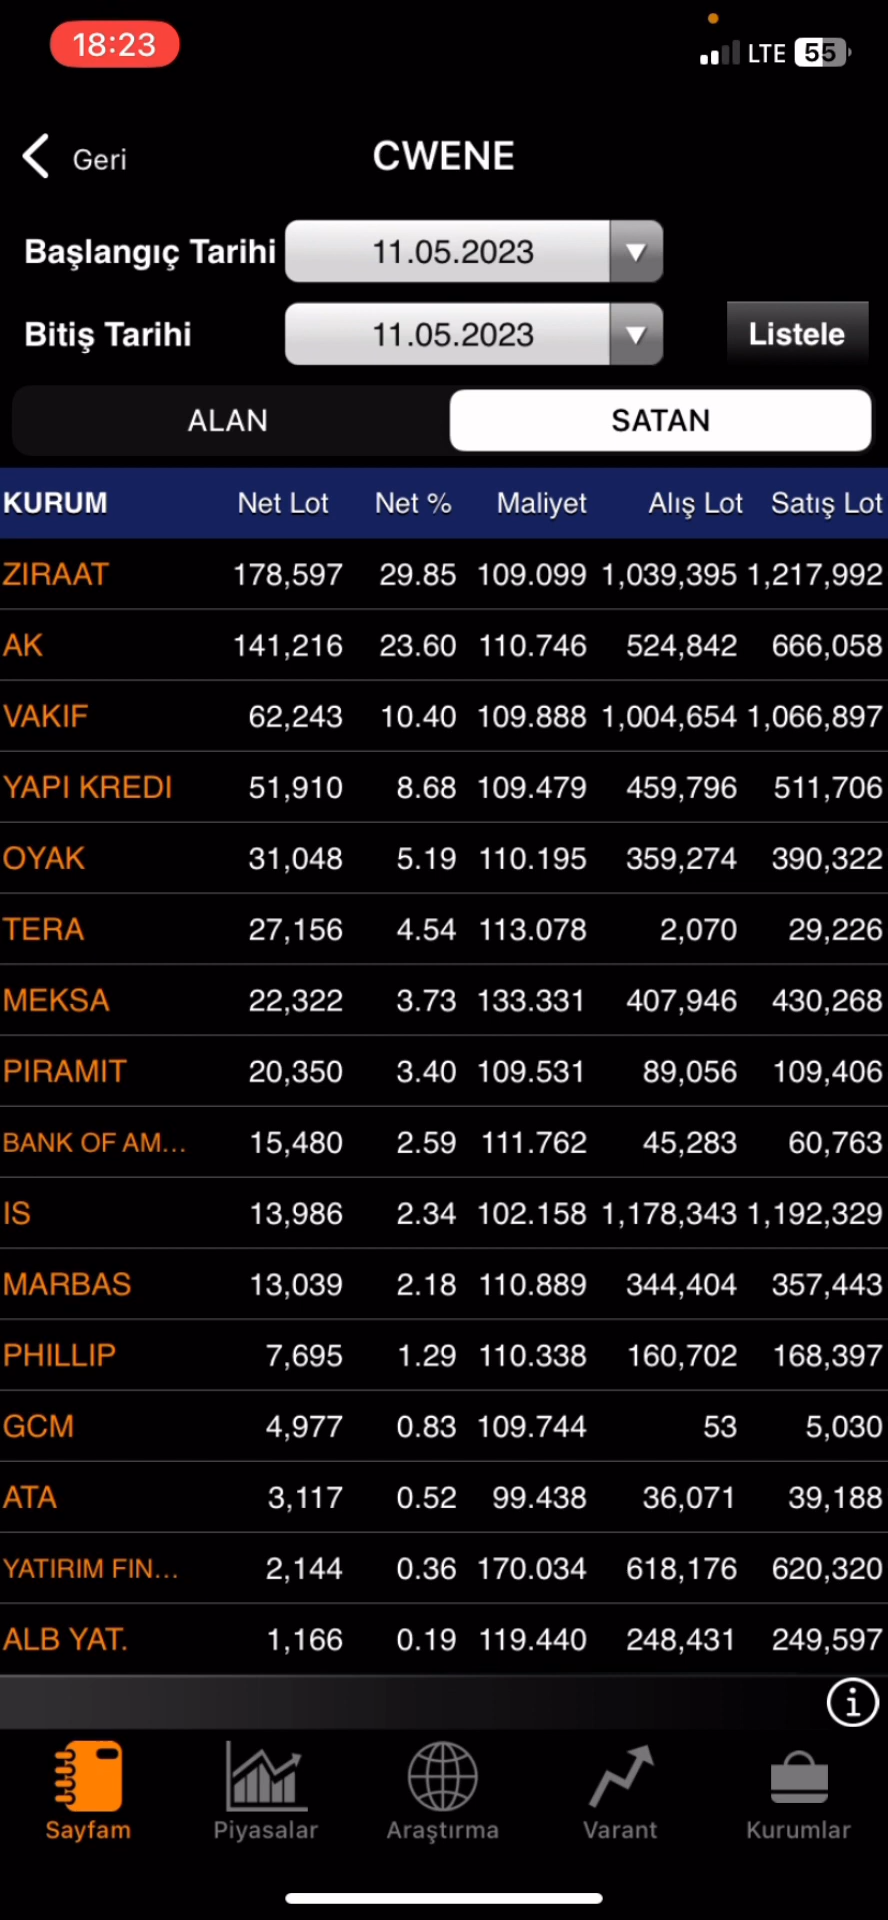 18:23 LTE 55
Geri CWENE
Başlangıç Tarihi 11.05.2023
Bitiş Tarihi 11.05.2023 Listele
ALAN SATAN
KURUM Net Lot Net % Maliyet Alış Lot Satış Lot
ZIRAAT 178,597 29.85 109.099 1,039,395 1,217,992
AK 141,216 23.60 110.746 524,842 666,058
VAKIF 62,243 10.40 109.888 1,004,654 1,066,897
YAPI KREDI 51,910 8.68 109.479 459,796 511,706
OYAK 31,048 5.19 110.195 359,274 390,322
TERA 27,156 4.54 113.078 2,070 29,226
MEKSA 22,322 3.73 133.331 407,946 430,268
PIRAMIT 20,350 3.40 109.531 89,056 109,406
BANK OF AM... 15,480 2.59 111.762 45,283 60,763
IS 13,986 2.34 102.158 1,178,343 1,192,329
MARBAS 13,039 2.18 110.889 344,404 357,443
PHILLIP 7,695 1.29 110.338 160,702 168,397
GCM 4,977 0.83 109.744 53 5,030
ATA 3,117 0.52 99.438 36,071 39,188
YATIRIM FIN... 2,144 0.36 170.034 618,176 620,320
ALB YAT. 1,166 0.19 119.440 248,431 249,597
Sayfam Piyasalar Araştırma Varant Kurumlar